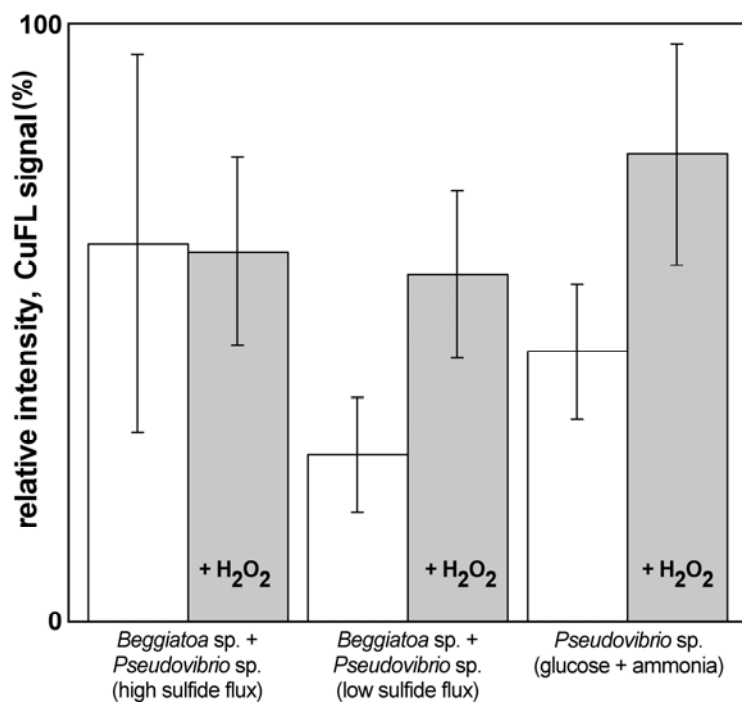 100
relative intensity, CuFL signal (%)
+ H₂O₂
+ H₂O₂
+ H₂O₂
0
Beggiatoa sp. +
Pseudovibrio sp.
(high sulfide flux)
Beggiatoa sp. +
Pseudovibrio sp.
(low sulfide flux)
Pseudovibrio sp.
(glucose + ammonia)